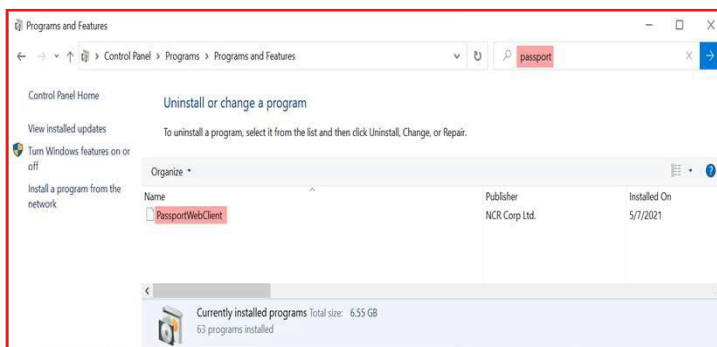 Programs and Features
Control Panel > Programs > Programs and Features
passport
Control Panel Home
View installed updates
Turn Windows features on or
off
Install a program from the
network
Uninstall or change a program
To uninstall a program, select it from the list and then click Uninstall, Change, or Repair.
Organize
Name Publisher Installed On
PassportWebClient NCR Corp Ltd. 5/7/2021
Currently installed programs Total size: 6.55 GB
63 programs installed